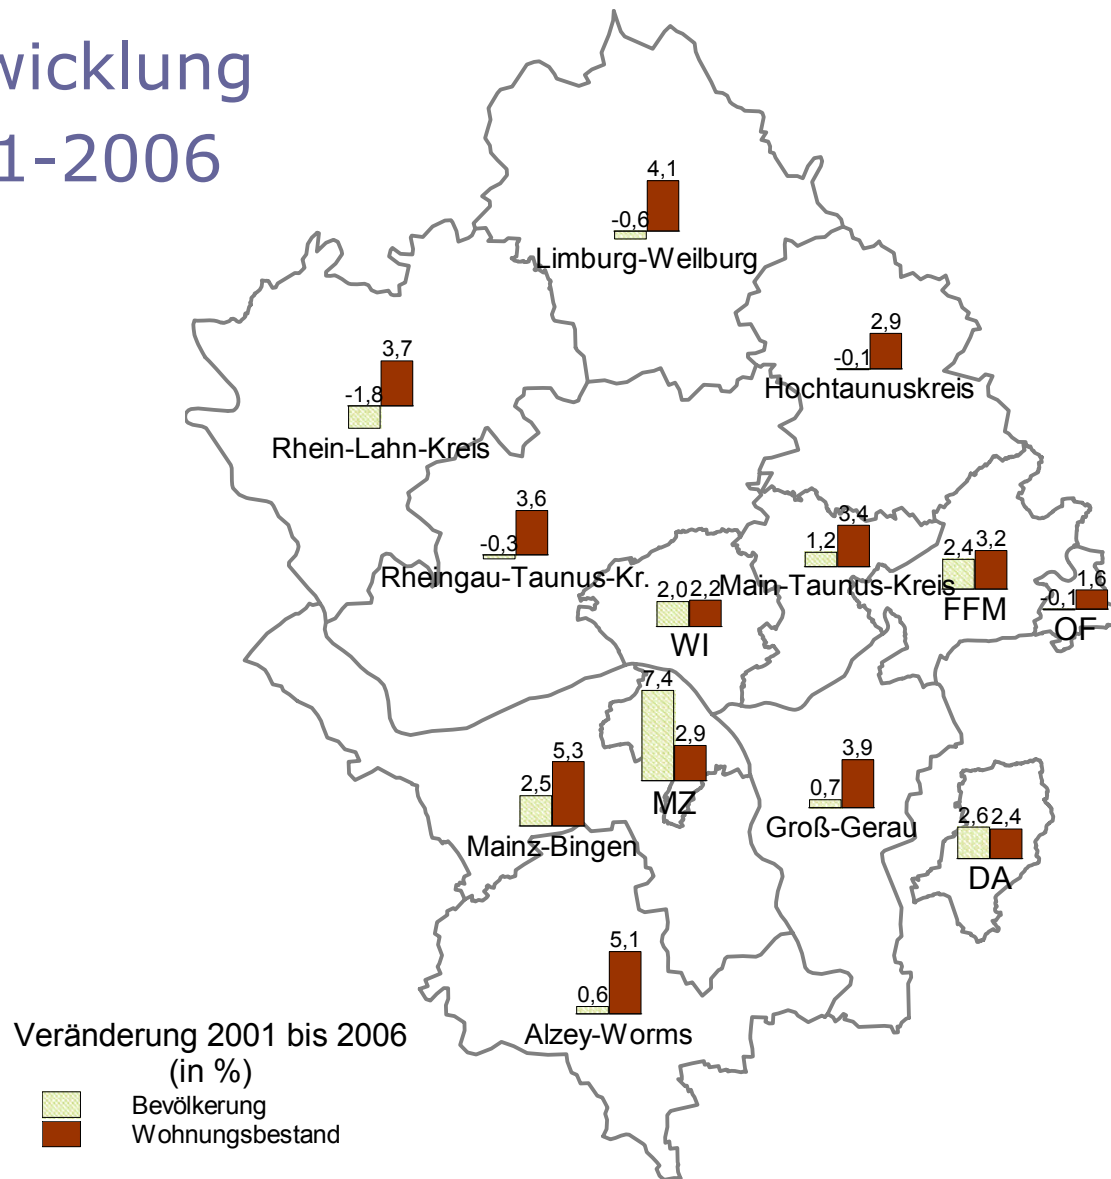 wicklung
1-2006
4,1
-0,6
Limburg-Weilburg
2,9
-0,1
Hochtaunuskreis
3,7
-1,8
Rhein-Lahn-Kreis
3,6
-0,3
Rheingau-Taunus-Kr.
3,4
1,2
Main-Taunus-Kreis
2,4 3,2
FFM
1,6
-0,1
OF
2,0 2,2
WI
7,4
2,9
MZ
5,3
2,5
Mainz-Bingen
3,9
0,7
Groß-Gerau
2,6 2,4
DA
5,1
0,6
Alzey-Worms
Veränderung 2001 bis 2006
(in %)
Bevölkerung
Wohnungsbestand